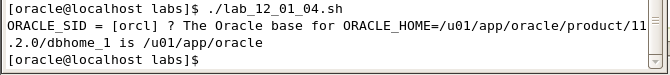 [oracle@localhost labs]$ ./lab_12_01_04.sh
ORACLE_SID = [orcl] ? The Oracle base for ORACLE_HOME=/u01/app/oracle/product/11
.2.0/dbhome_1 is /u01/app/oracle
[oracle@localhost labs]$